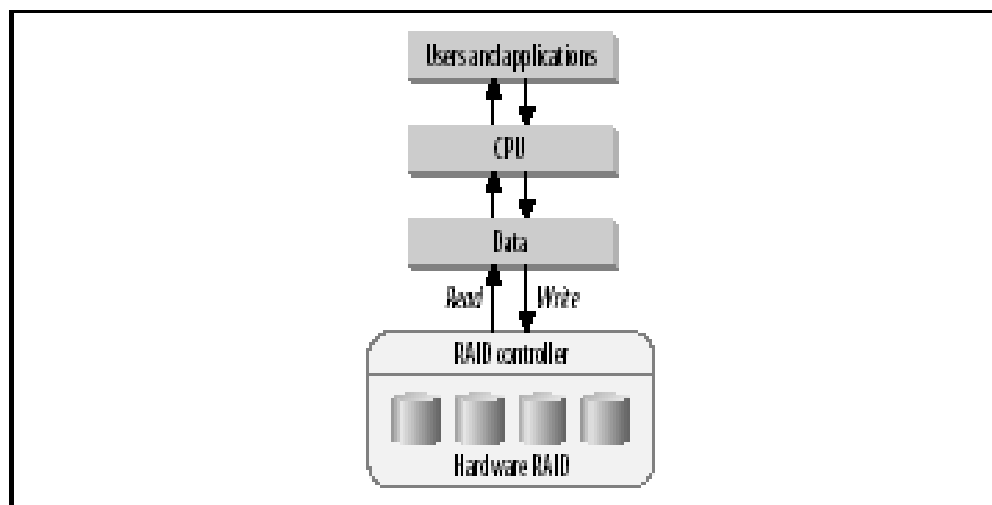 Users and applications
CPU
Data
Read Write
RAID controller
Hardware RAID